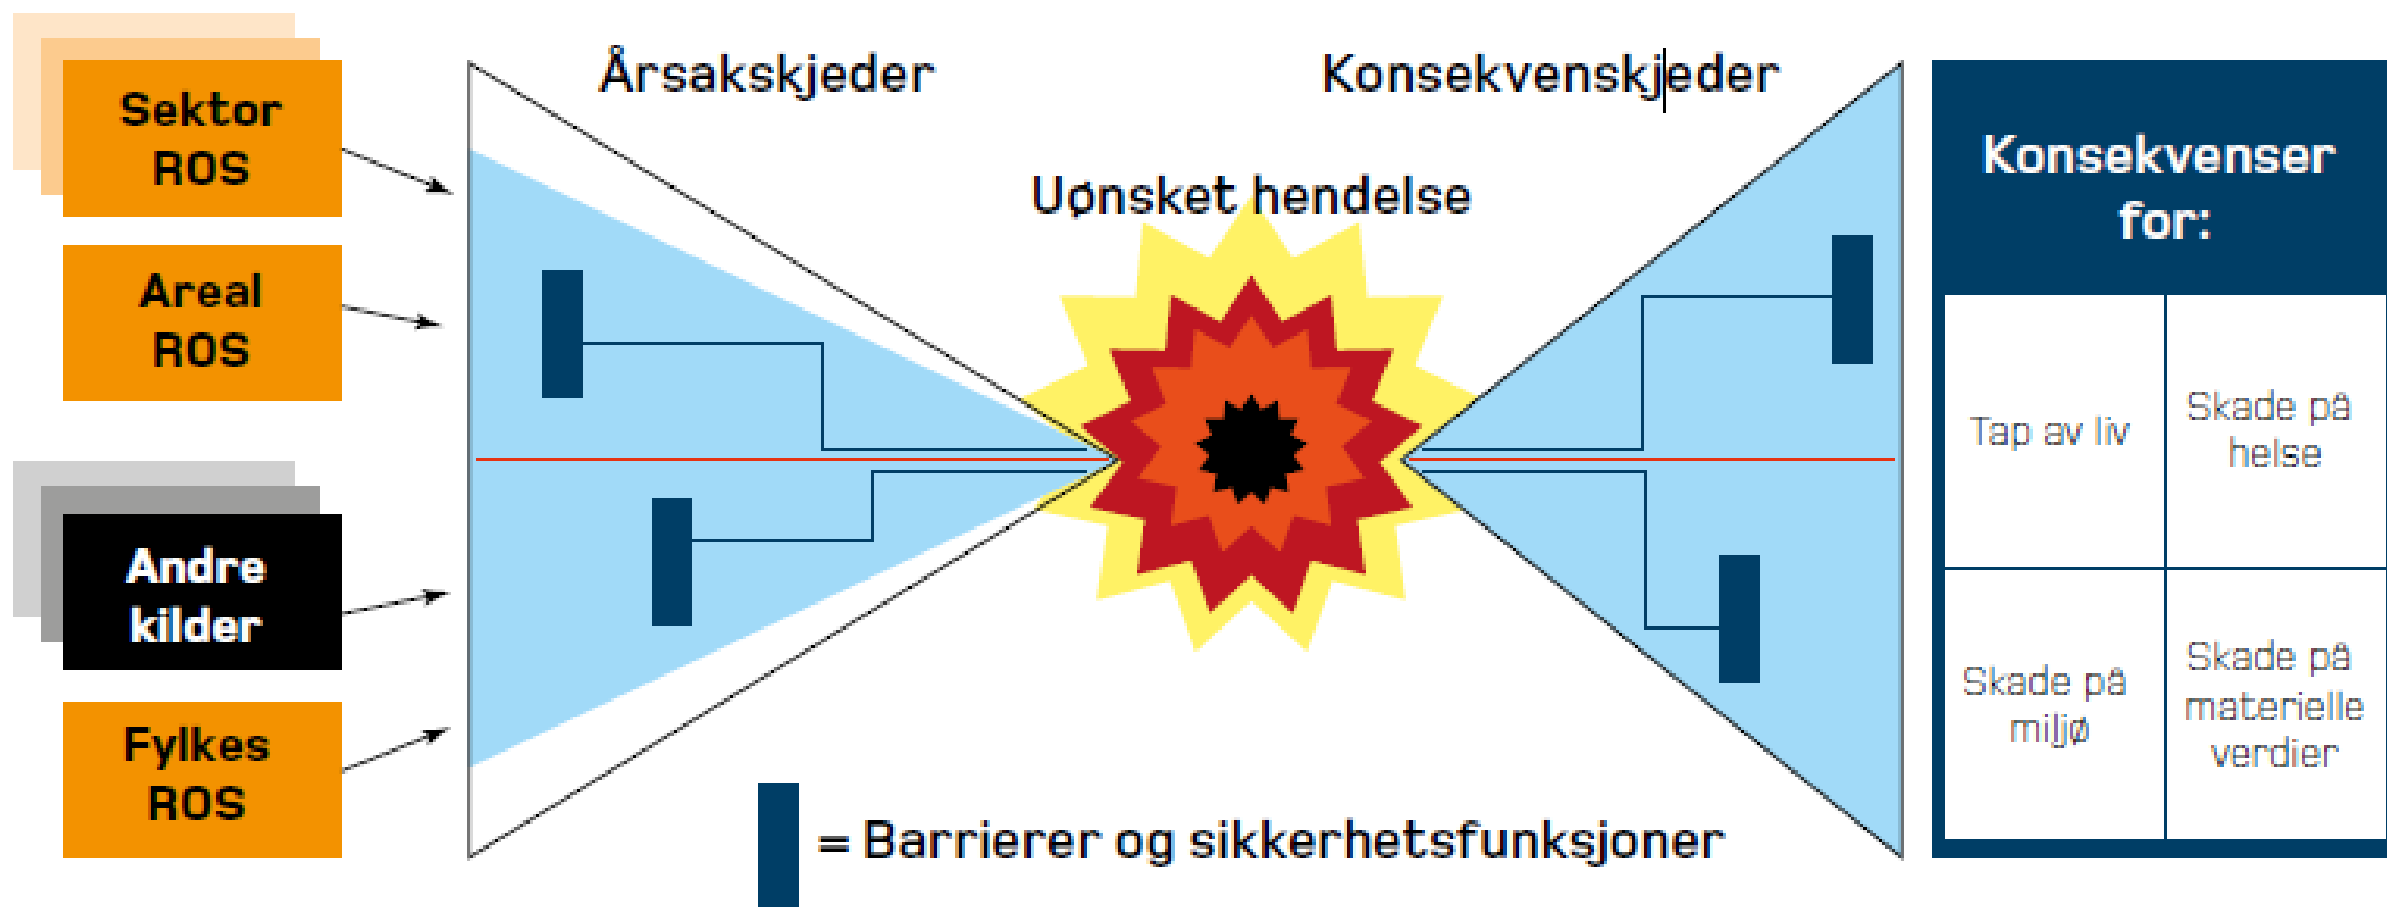 Sektor
ROS
Areal
ROS
Andre
kilder
Fylkes
ROS
Årsakskjeder
Uønsket hendelse
Konsekvenskjeder
= Barrierer og sikkerhetsfunksjoner
Konsekvenser
for:
Tap av liv
Skade på
helse
Skade på
miljø
Skade på
materielle
verdier